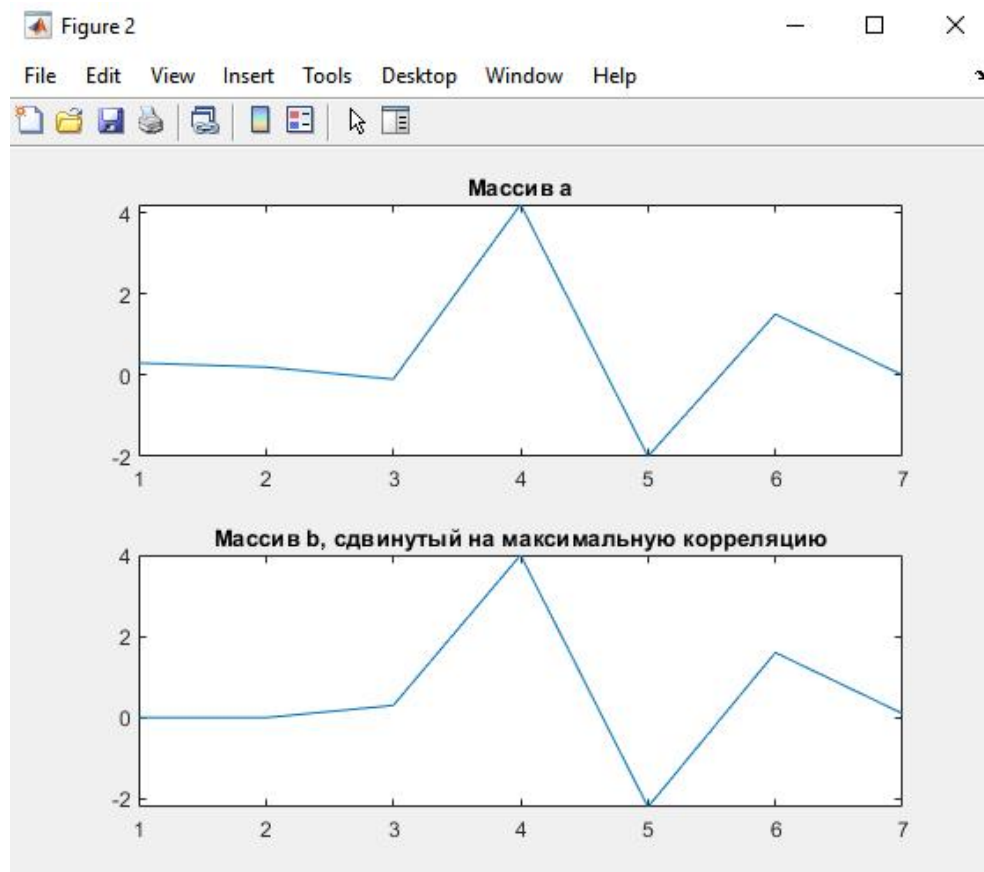 Figure 2
File Edit View Insert Tools Desktop Window Help
Массив a
4
2
0
-2
1 2 3 4 5 6 7
Массив b, сдвинутый на максимальную корреляцию
4
2
0
-2
1 2 3 4 5 6 7